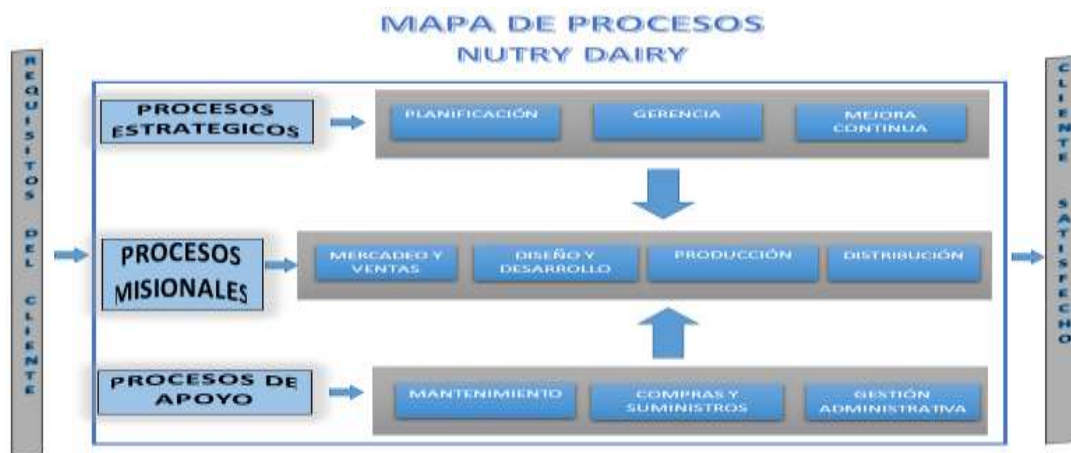 MAPA DE PROCESOS
NUTRY DAIRY
REQUISITOS DEL CLIENTE
PROCESOS
ESTRATEGICOS
PLANIFICACIÓN
GERENCIA
MEJORA
CONTINUA
PROCESOS
MISIONALES
MERCADEO Y
VENTAS
DISEÑO Y
DESARROLLO
PRODUCCIÓN
DISTRIBUCIÓN
PROCESOS DE
APOYO
MANTENIMIENTO
COMPRAS Y
SUMINISTROS
GESTIÓN
ADMINISTRATIVA
CLIENTE SATISFECHO